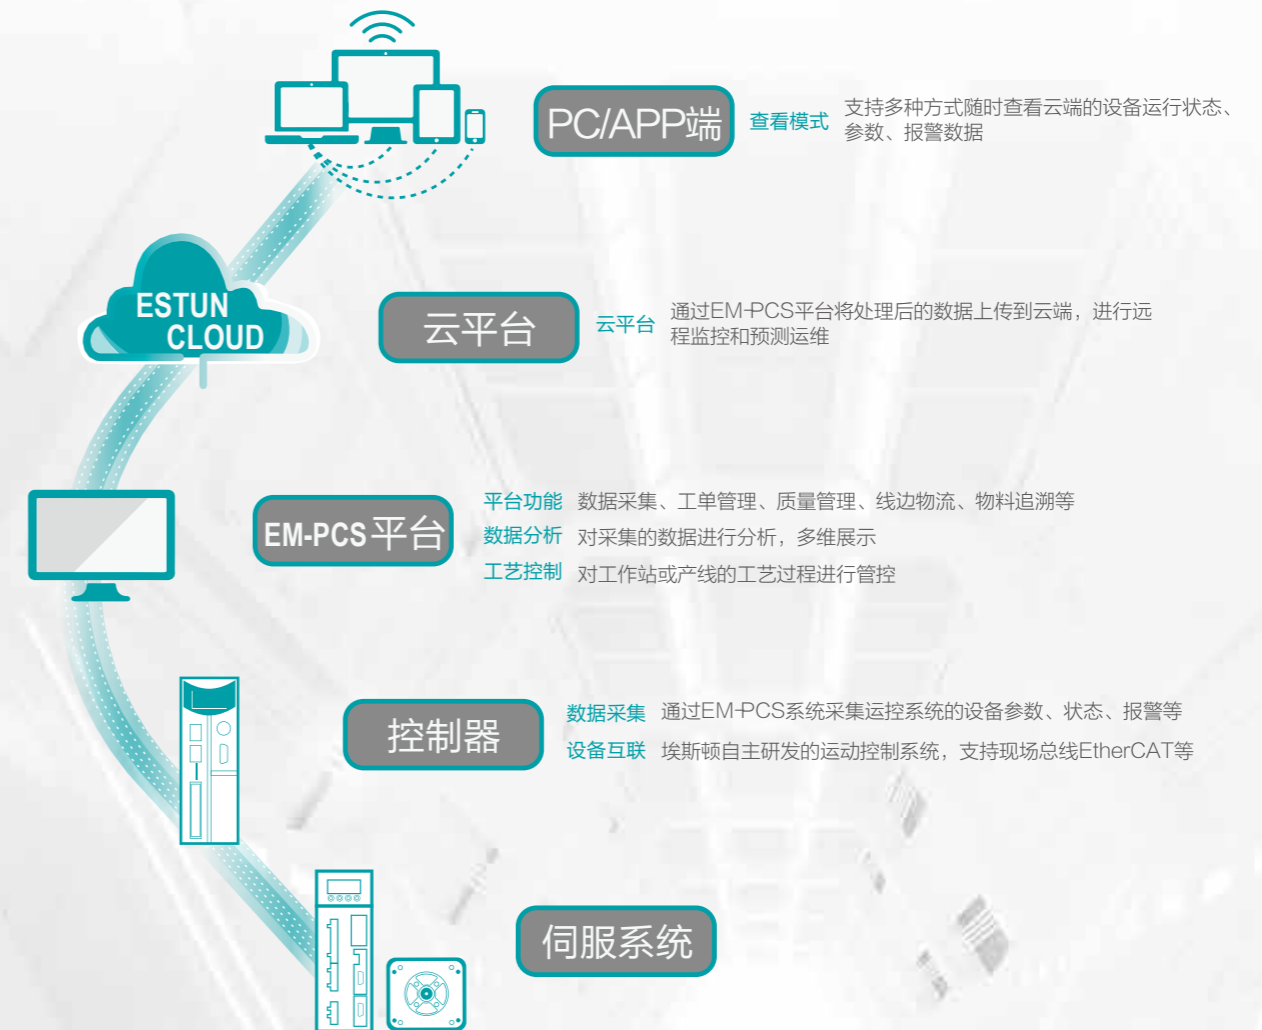 PC/APP端
查看模式 支持多种方式随时查看云端的设备运行状态、
参数、报警数据
ESTUN
CLOUD
云平台
云平台 通过EM-PCS平台将处理后的数据上传到云端，进行远
程监控和预测运维
EM-PCS平台
平台功能 数据采集、工单管理、质量管理、线边物流、物料追溯等
数据分析 对采集的数据进行分析，多维展示
工艺控制 对工作站或产线的工艺过程进行管控
控制器
数据采集 通过EM-PCS系统采集运控系统的设备参数、状态、报警等
设备互联 埃斯顿自主研发的运动控制系统，支持现场总线EtherCAT等
伺服系统